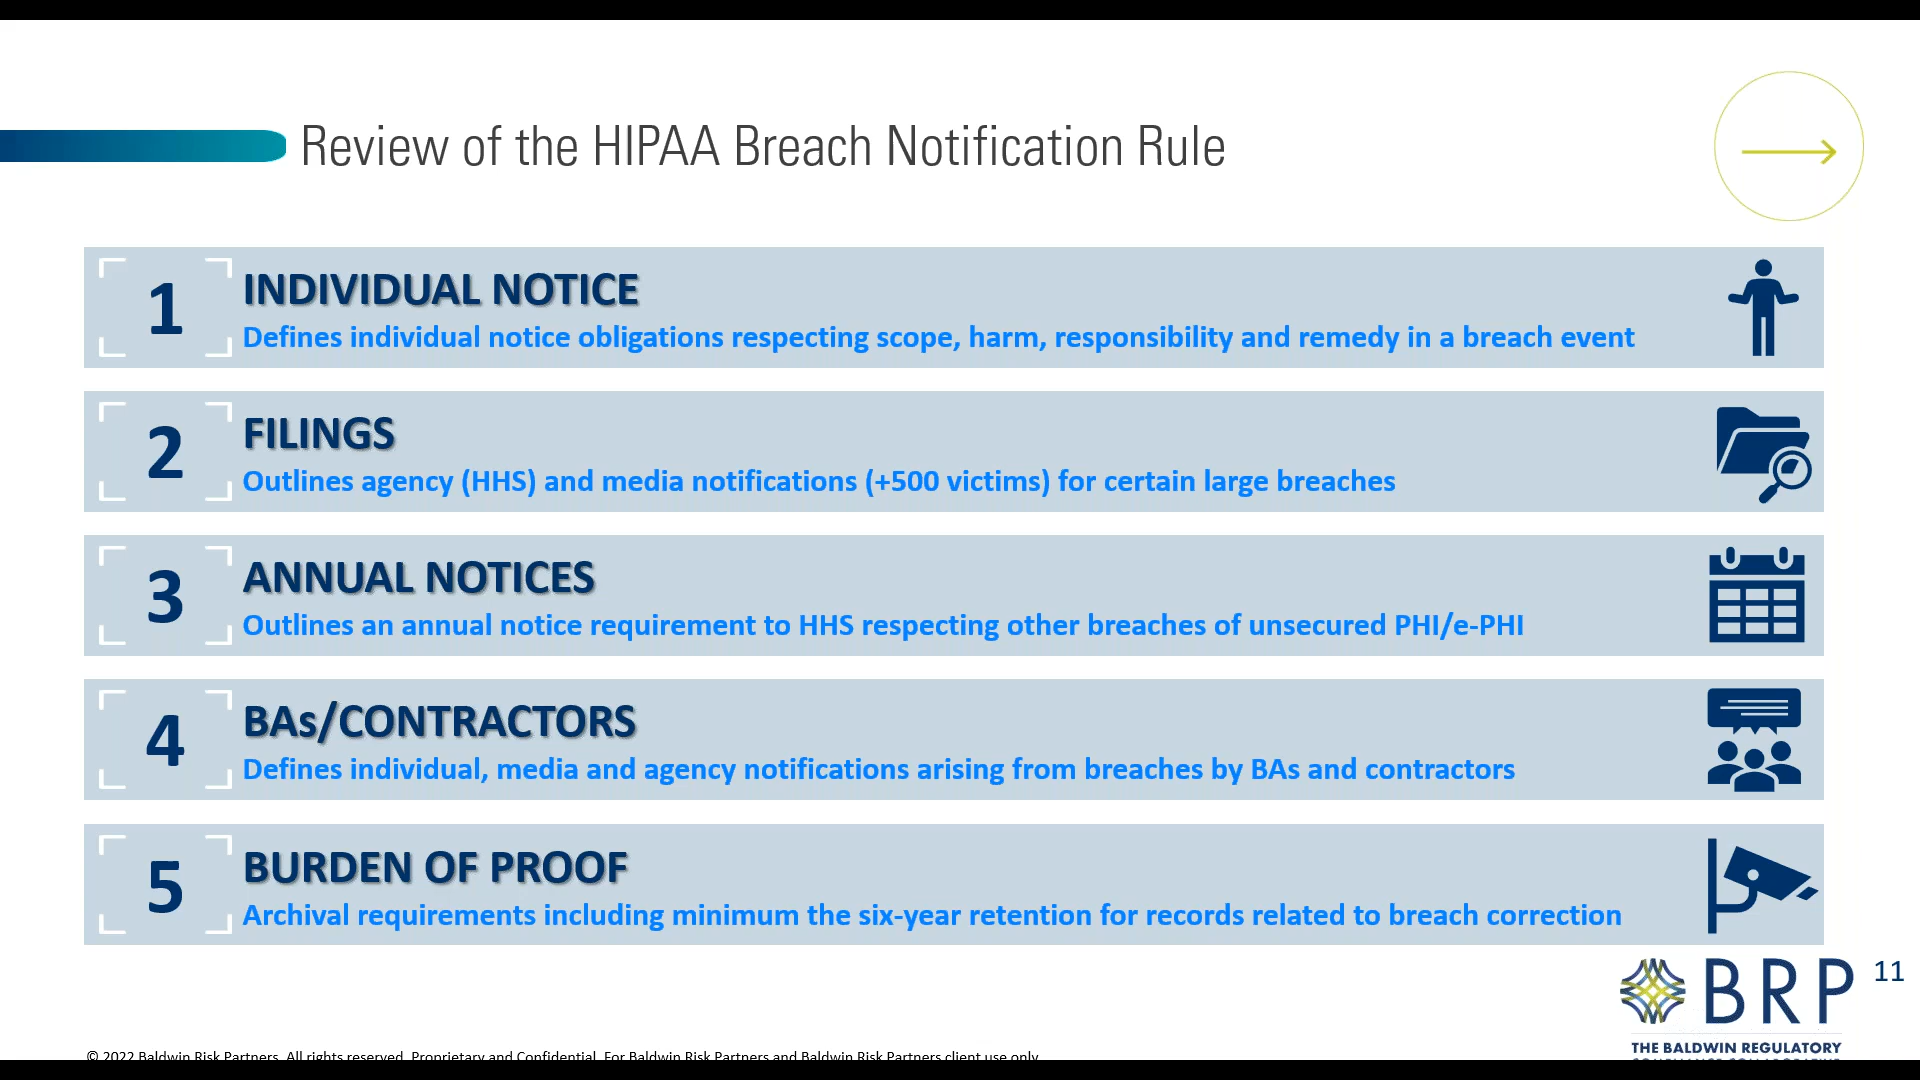 Review of the HIPAA Breach Notification Rule
1
INDIVIDUAL NOTICE
Defines individual notice obligations respecting scope, harm, responsibility and remedy in a breach event
2
FILINGS
Outlines agency (HHS) and media notifications (+500 victims) for certain large breaches
3
ANNUAL NOTICES
Outlines an annual notice requirement to HHS respecting other breaches of unsecured PHI/e-PHI
4
BAs/CONTRACTORS
Defines individual, media and agency notifications arising from breaches by BAs and contractors
5
BURDEN OF PROOF
Archival requirements including minimum the six-year retention for records related to breach correction
BRP
11
THE BALDWIN REGULATORY
© 2022 Baldwin Risk Partners. All rights reserved. Proprietary and Confidential. For Baldwin Risk Partners and Baldwin Risk Partners client use only